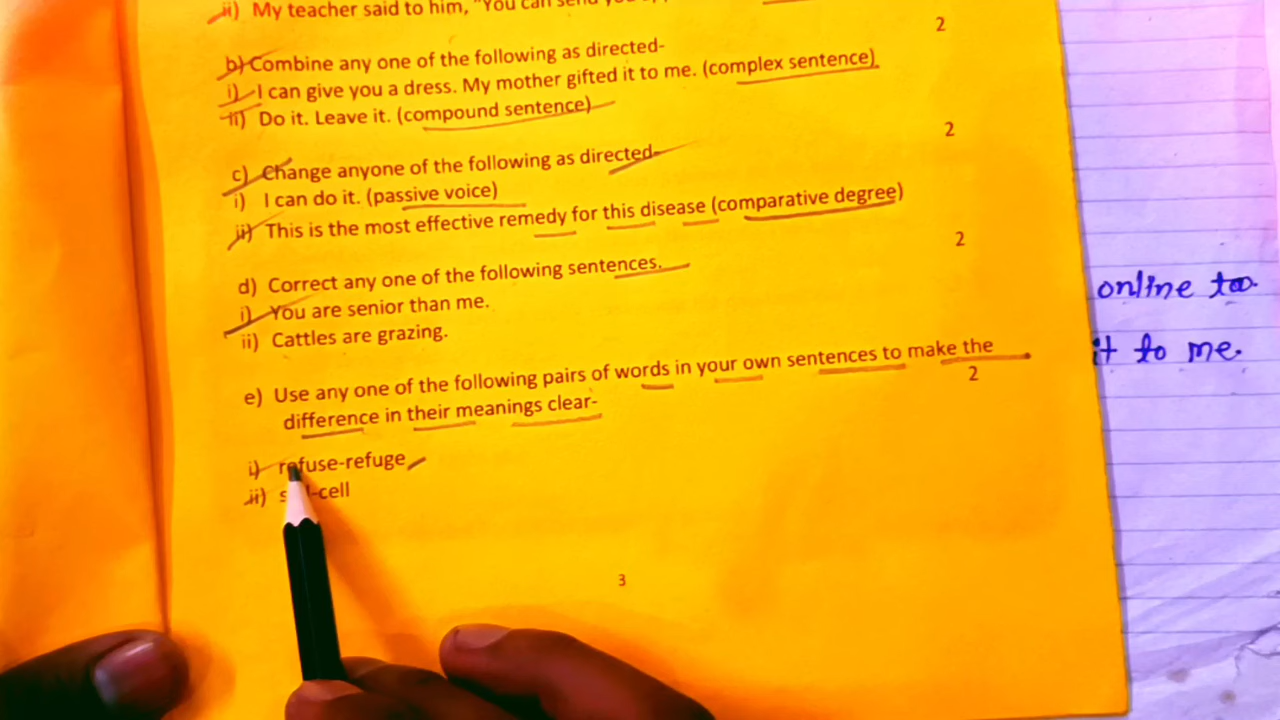 ii) My teacher said to him, "You can send
2
b) Combine any one of the following as directed-
i) I can give you a dress. My mother gifted it to me. (complex sentence).
ii) Do it. Leave it. (compound sentence)
2
c) Change anyone of the following as directed-
i) I can do it. (passive voice)
ii) This is the most effective remedy for this disease (comparative degree)
2
d) Correct any one of the following sentences.
i) You are senior than me.
ii) Cattles are grazing.
e) Use any one of the following pairs of words in your own sentences to make the
difference in their meanings clear-
2
i) refuse-refuge
ii) -cell
3
online
it to me.